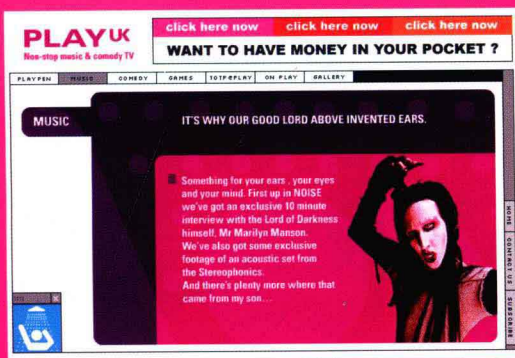 PLAY UK
Non-stop music & comedy TV
click here now click here now click here now
WANT TO HAVE MONEY IN YOUR POCKET ?
PLAYPEN MUSIC COMEDY GAMES TOTP@PLAY ON PLAY GALLERY
MUSIC
IT'S WHY OUR GOOD LORD ABOVE INVENTED EARS.
Something for your ears , your eyes
and your mind. First up in NOISE
we've got an exclusive 10 minute
interview with the Lord of Darkness
himself, Mr Marilyn Manson.
We've also got some exclusive
footage of an acoustic set from
the Stereophonics.
And there's plenty more where that
came from my son...
HOME
CONTACT US
SUBSCRIBE